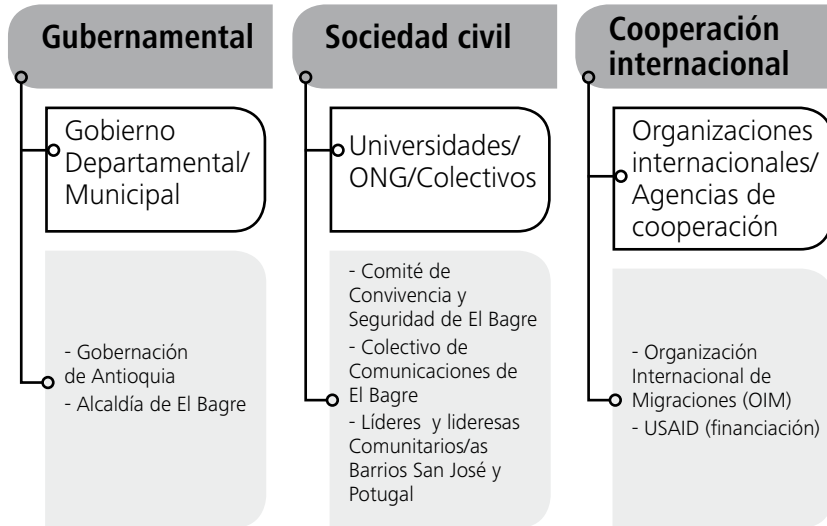 Gubernamental
Gobierno
Departamental/
Municipal
- Gobernación
de Antioquia
- Alcaldía de El Bagre
Sociedad civil
Universidades/
ONG/Colectivos
- Comité de
Convivencia y
Seguridad de El Bagre
- Colectivo de
Comunicaciones de
El Bagre
- Líderes y lideresas
Comunitarios/as
Barrios San José y
Potugal
Cooperación
internacional
Organizaciones
internacionales/
Agencias de
cooperación
- Organización
Internacional de
Migraciones (OIM)
- USAID (financiación)